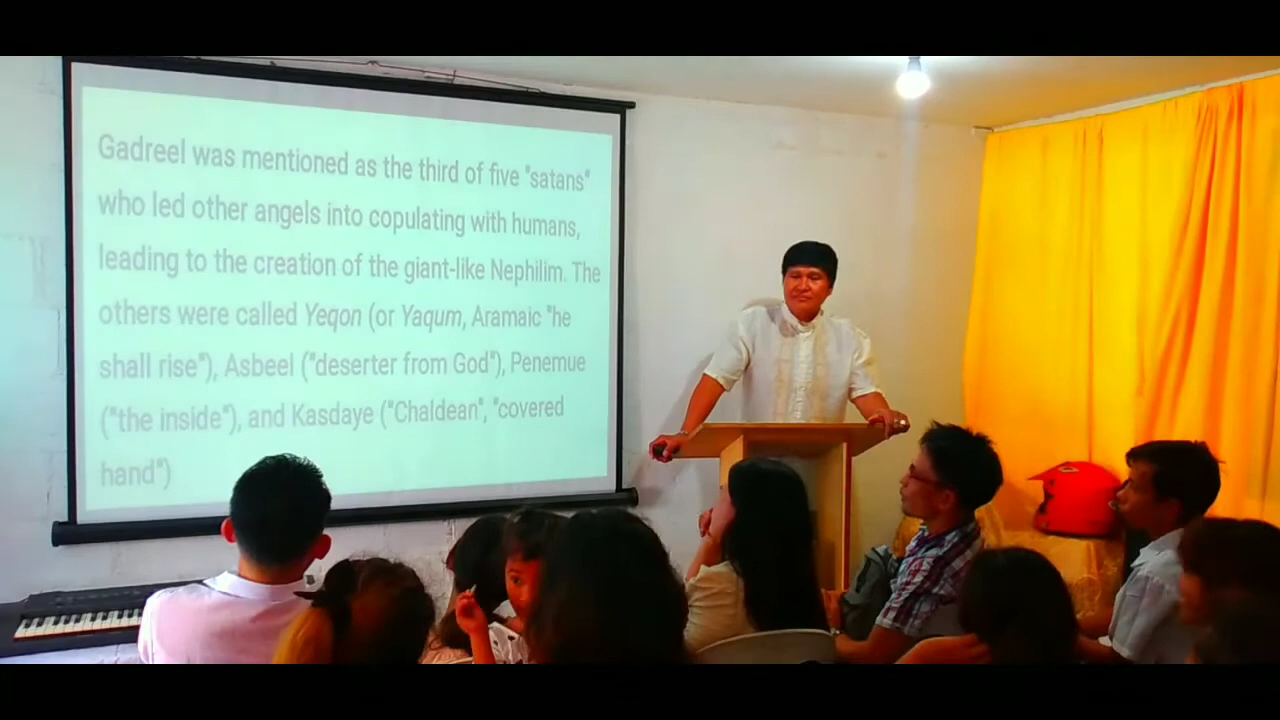 Gadreel was mentioned as the third of five "satans"
who led other angels into copulating with humans,
leading to the creation of the giant-like Nephilim. The
others were called Yeqon (or Yaqum, Aramaic "he
shall rise"), Asbeel ("deserter from God"), Penemue
("the inside"), and Kasdaye ("Chaldean", "covered
hand")